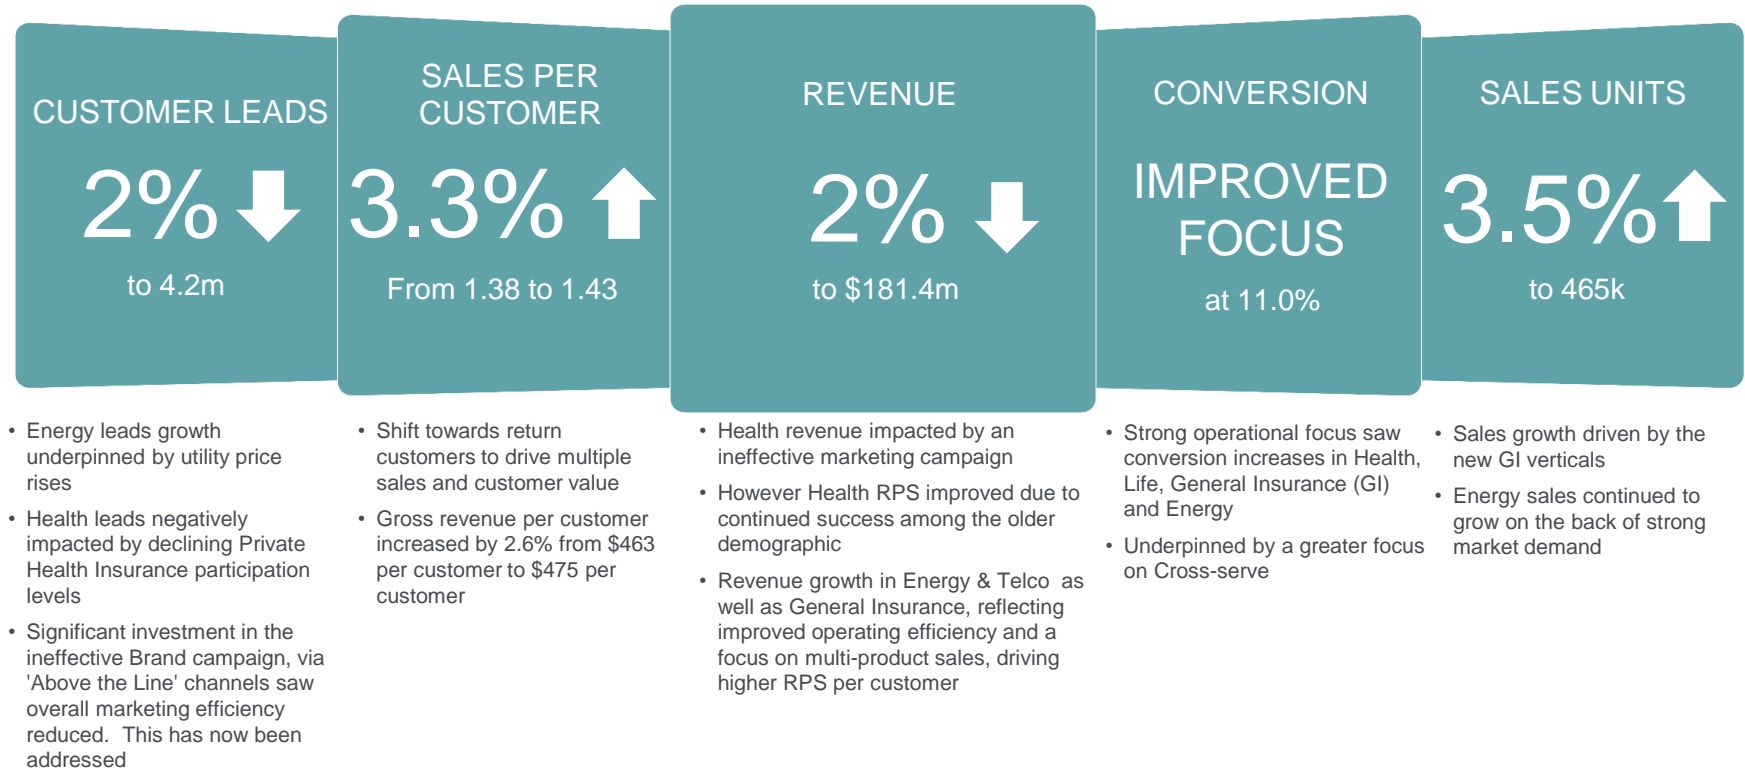 CUSTOMER LEADS
2%
to 4.2m
• Energy leads growth
underpinned by utility price
rises
• Health leads negatively
impacted by declining Private
Health Insurance participation
levels
• Significant investment in the
ineffective Brand campaign, via
'Above the Line' channels saw
overall marketing efficiency
reduced.  This has now been
addressed
SALES PER
CUSTOMER
3.3%
From 1.38 to 1.43
• Shift towards return
customers to drive multiple
sales and customer value
• Gross revenue per customer
increased by 2.6% from $463
per customer to $475 per
customer
REVENUE
2%
to $181.4m
• Health revenue impacted by an
ineffective marketing campaign
• However Health RPS improved due to
continued success among the older
demographic
• Revenue growth in Energy & Telco  as
well as General Insurance, reflecting
improved operating efficiency and a
focus on multi-product sales, driving
higher RPS per customer
CONVERSION
IMPROVED
FOCUS
at 11.0%
• Strong operational focus saw
conversion increases in Health,
Life, General Insurance (GI)
and Energy
• Underpinned by a greater focus
on Cross-serve
SALES UNITS
3.5%
to 465k
• Sales growth driven by the
new GI verticals
• Energy sales continued to
grow on the back of strong
market demand